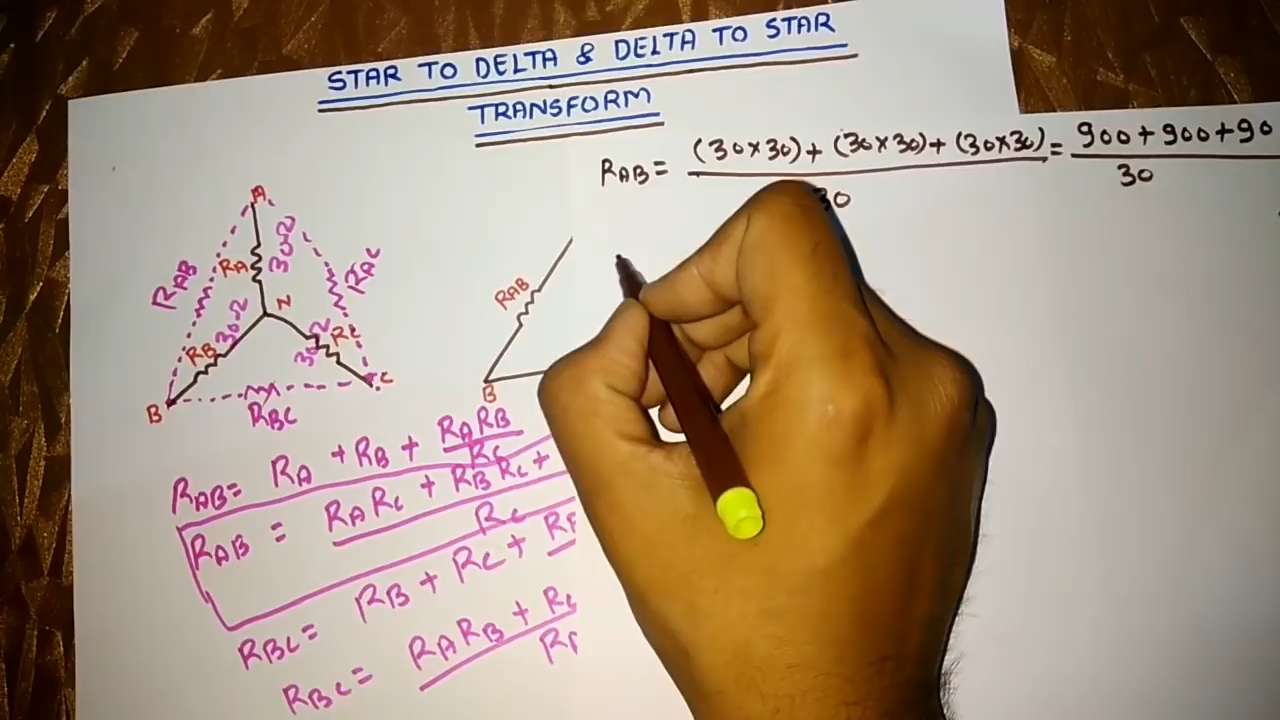 STAR TO DELTA & DELTA TO STAR
TRANSFORM
RAB = (30×30) + (30×30) + (30×30) / 30 = 900 + 900 + 90 / 30
A
RAB
RA
30Ω
RAC
N
RB
30Ω
RC
30Ω
B
C
RBC
RAB
B
RAB = RA + RB + RARB / RC
RAB = RARC + RBRC + / RC
RBC = RB + RC +
RBC = RARB +